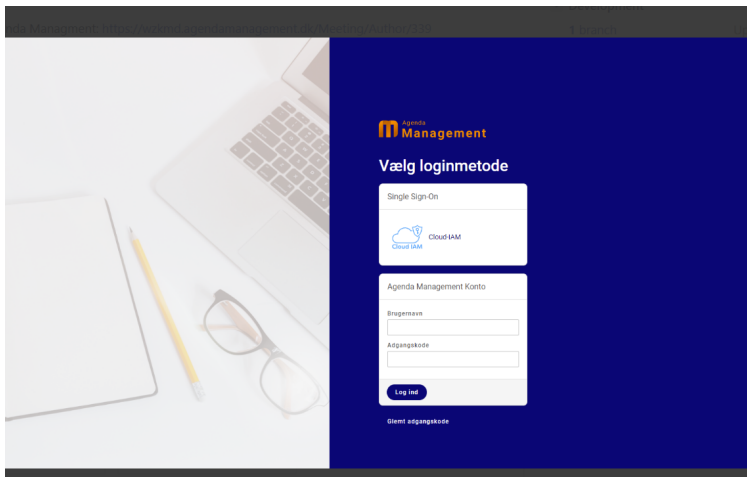 Agenda
Management
Vælg loginmetode
Single Sign-On
Cloud IAM
Cloud-IAM
Agenda Management Konto
Brugernavn
Adgangskode
Log ind
Glemt adgangskode